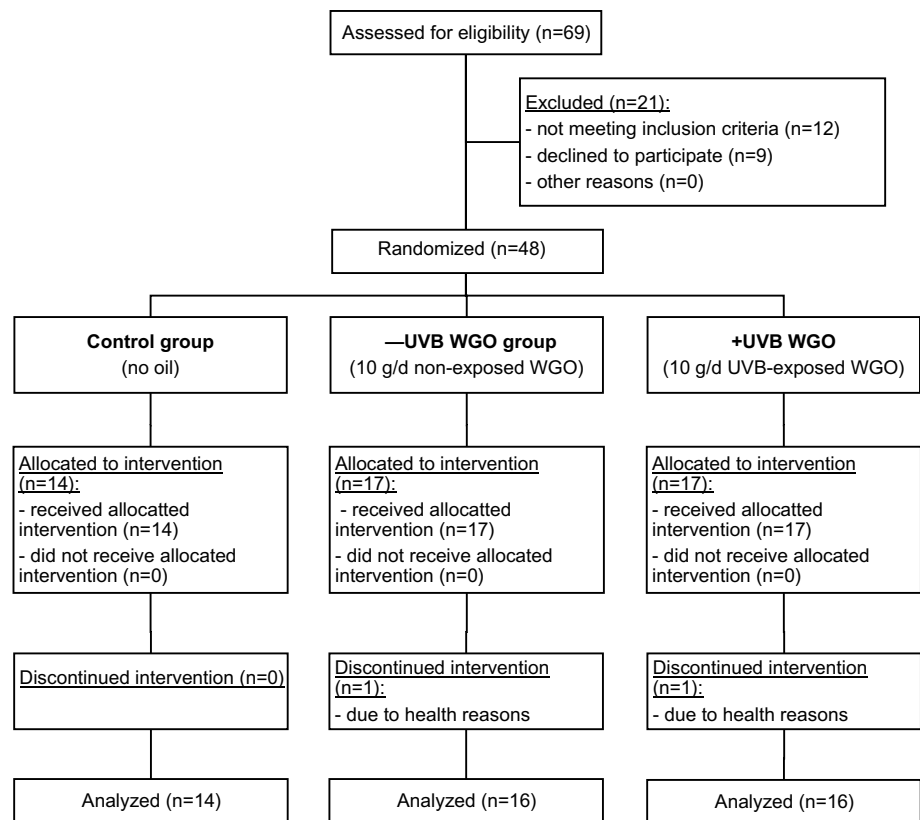 Assessed for eligibility (n=69)
Excluded (n=21):
- not meeting inclusion criteria (n=12)
- declined to participate (n=9)
- other reasons (n=0)
Randomized (n=48)
Control group
(no oil)
—UVB WGO group
(10 g/d non-exposed WGO)
+UVB WGO
(10 g/d UVB-exposed WGO)
Allocated to intervention
(n=14):
- received allocatted
intervention (n=14)
- did not receive allocated
intervention (n=0)
Allocated to intervention
(n=17):
- received allocatted
intervention (n=17)
- did not receive allocated
intervention (n=0)
Allocated to intervention
(n=17):
- received allocatted
intervention (n=17)
- did not receive allocated
intervention (n=0)
Discontinued intervention (n=0)
Discontinued intervention
(n=1):
- due to health reasons
Discontinued intervention
(n=1):
- due to health reasons
Analyzed (n=14)
Analyzed (n=16)
Analyzed (n=16)